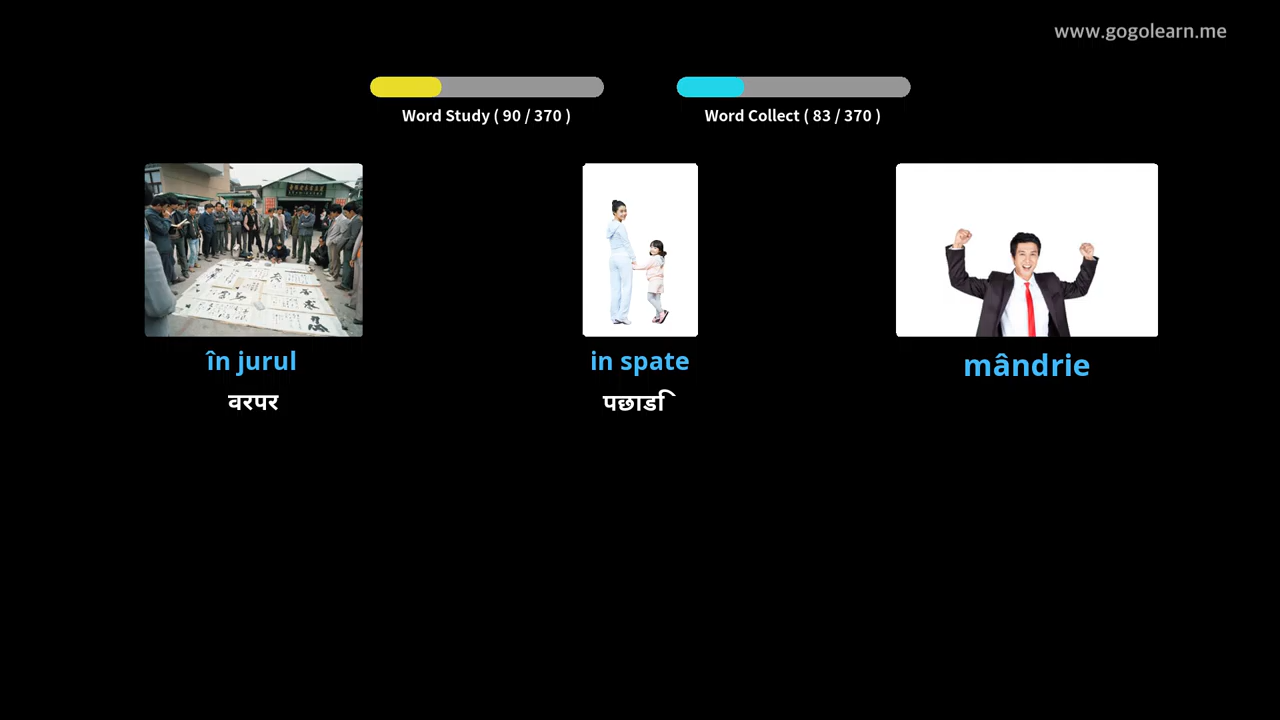 www.gogolearn.me
Word Study ( 90 / 370 )
Word Collect ( 83 / 370 )
în jurul
वरपर
in spate
पछाडि
mândrie